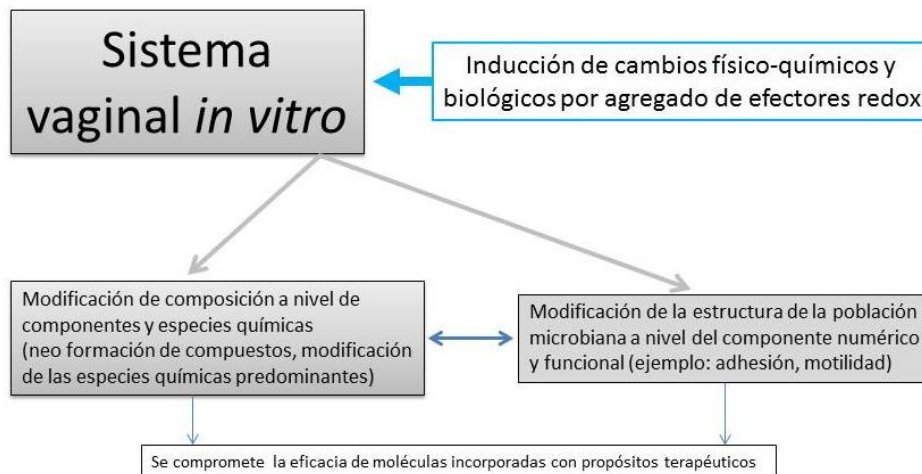 Sistema
vaginal in vitro
Inducción de cambios físico-químicos y
biológicos por agregado de efectores redox
Modificación de composición a nivel de
componentes y especies químicas
(neo formación de compuestos, modificación
de las especies químicas predominantes)
Modificación de la estructura de la población
microbiana a nivel del componente numérico
y funcional (ejemplo: adhesión, motilidad)
Se compromete la eficacia de moléculas incorporadas con propósitos terapéuticos